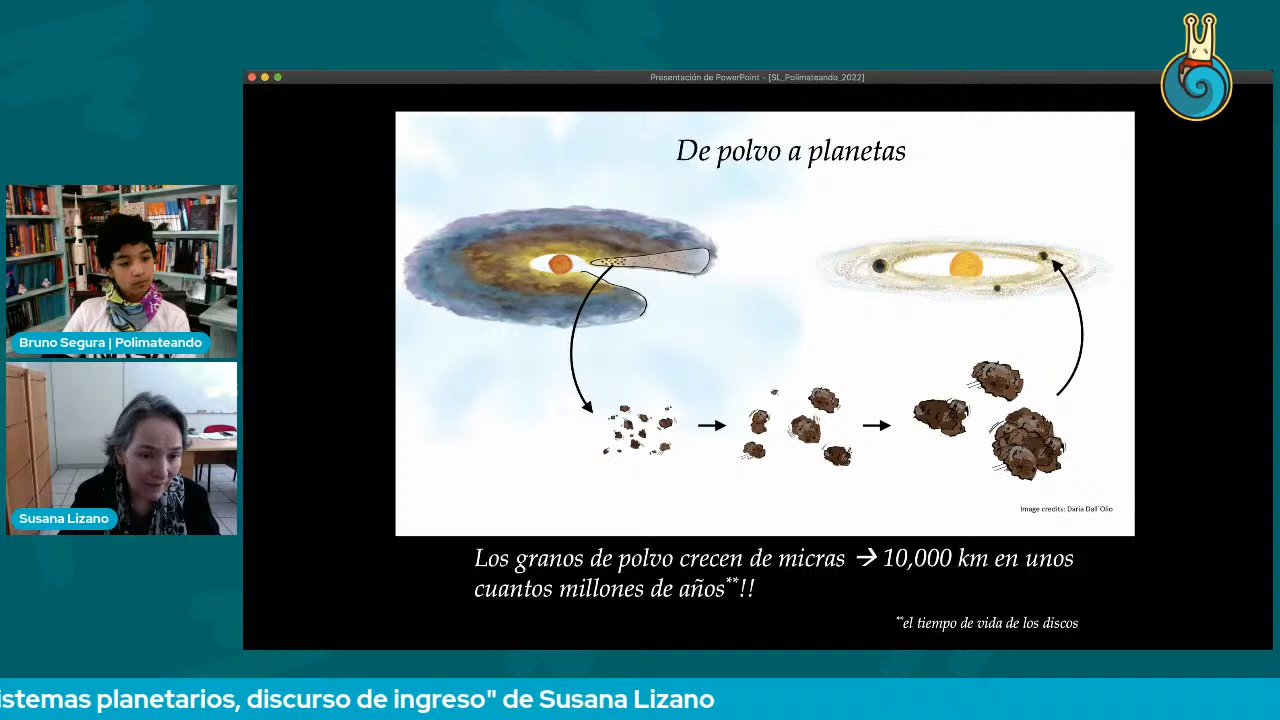 Presentación de PowerPoint - [SL_Polimateando_2022]
De polvo a planetas
Bruno Segura | Polimateando
Susana Lizano
Image credits: Daria Dall'Olio
Los granos de polvo crecen de micras → 10,000 km en unos
cuantos millones de años**!!
**el tiempo de vida de los discos
istemas planetarios, discurso de ingreso" de Susana Lizano